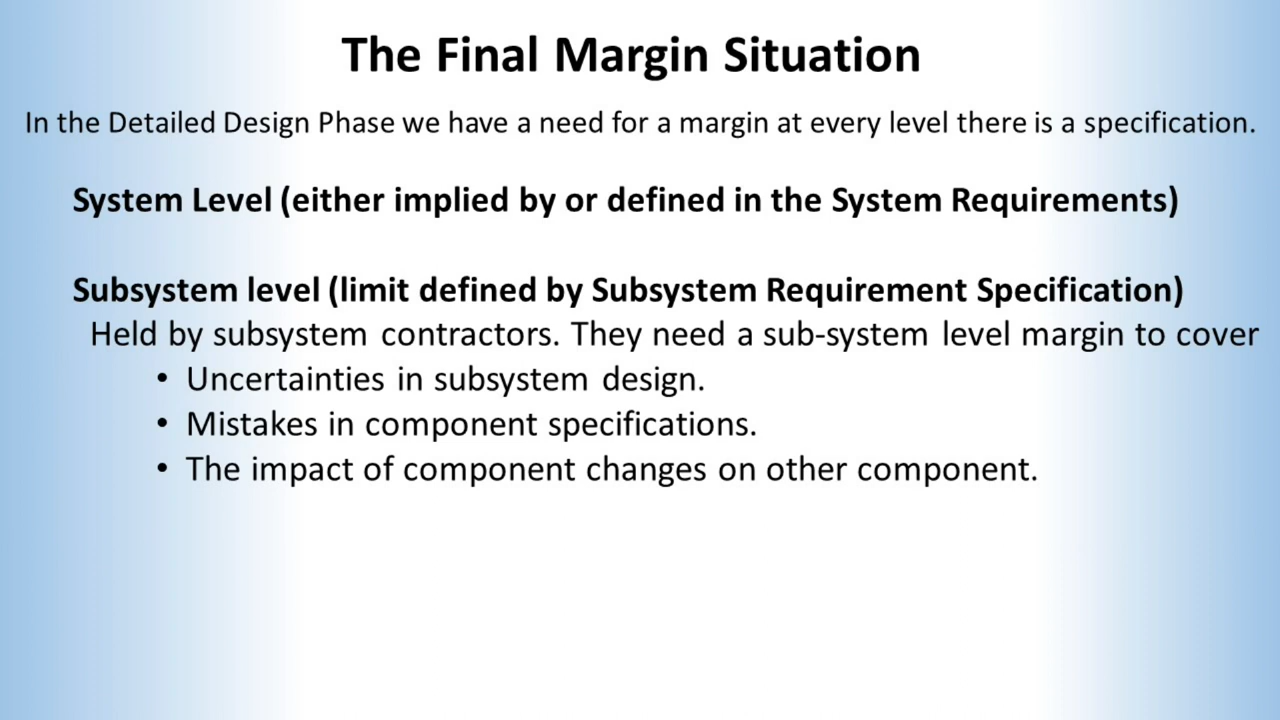 The Final Margin Situation
In the Detailed Design Phase we have a need for a margin at every level there is a specification.
System Level (either implied by or defined in the System Requirements)
Subsystem level (limit defined by Subsystem Requirement Specification)
Held by subsystem contractors. They need a sub-system level margin to cover
• Uncertainties in subsystem design.
• Mistakes in component specifications.
• The impact of component changes on other component.